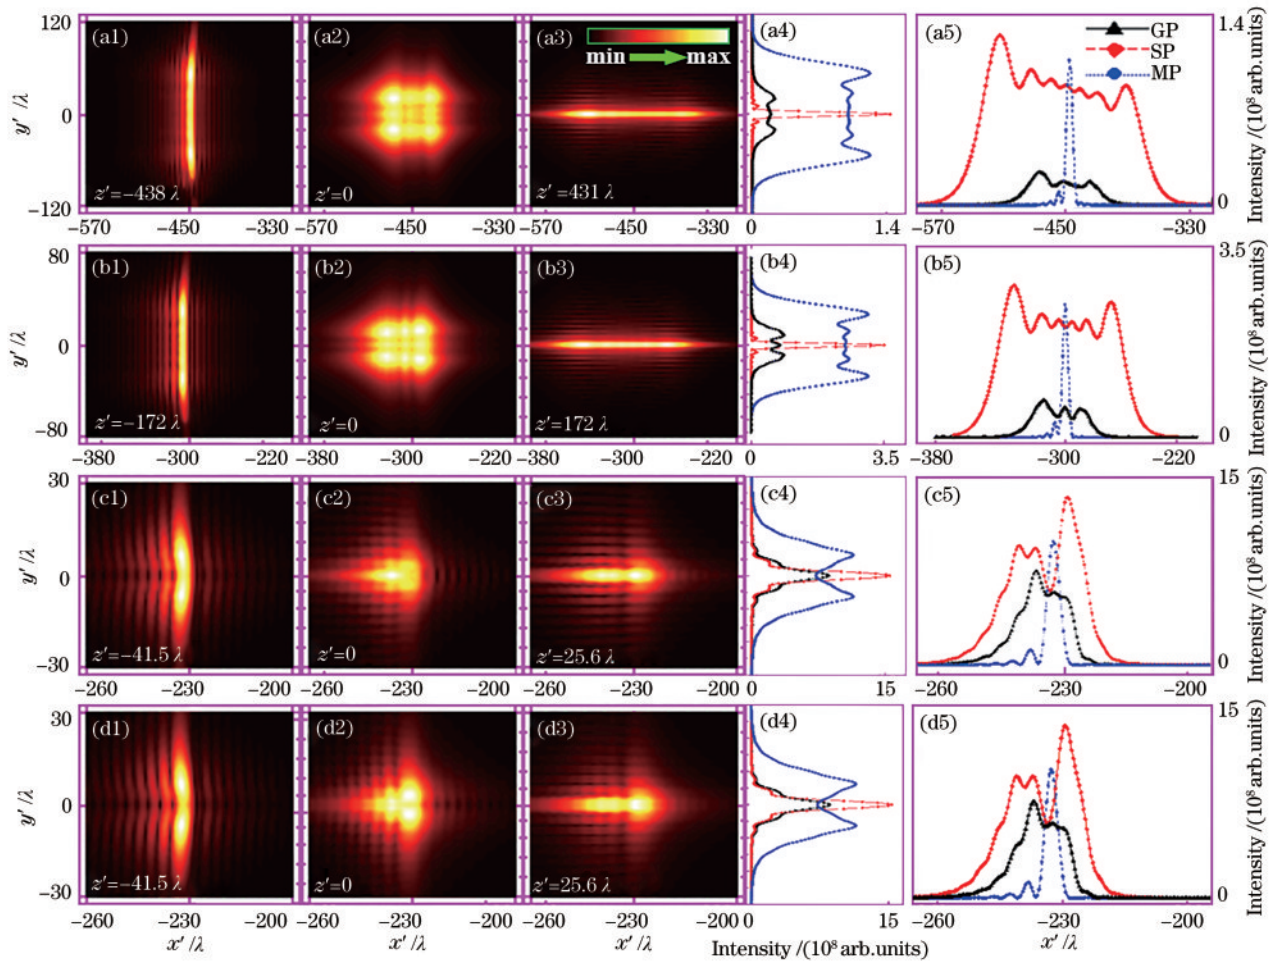 120
0
−120
y′/λ
(a1)
z′=−438 λ
(a2)
z′=0
(a3)
min
max
z′=431 λ
(a4)
(a5)
GP
SP
MP
1.4
0
Intensity /(10⁸ arb.units)
−570 −450 −330
−570 −450 −330
−570 −450 −330
0 1.4
−570 −450 −330
80
0
−80
y′/λ
(b1)
z′=−172 λ
(b2)
z′=0
(b3)
z′=172 λ
(b4)
(b5)
3.5
0
Intensity /(10⁸ arb.units)
−380 −300 −220
−380 −300 −220
−380 −300 −220
0 3.5
−380 −300 −220
30
0
−30
y′/λ
(c1)
z′=−41.5 λ
(c2)
z′=0
(c3)
z′=25.6 λ
(c4)
(c5)
15
0
Intensity /(10⁸ arb.units)
−260 −230 −200
−260 −230 −200
−260 −230 −200
0 15
−260 −230 −200
30
0
−30
y′/λ
(d1)
z′=−41.5 λ
(d2)
z′=0
(d3)
z′=25.6 λ
(d4)
(d5)
15
0
Intensity /(10⁸ arb.units)
−260 −230 −200
−260 −230 −200
−260 −230 −200
0 15
−260 −230 −200
x′/λ
x′/λ
x′/λ
Intensity /(10⁸ arb.units)
x′/λ